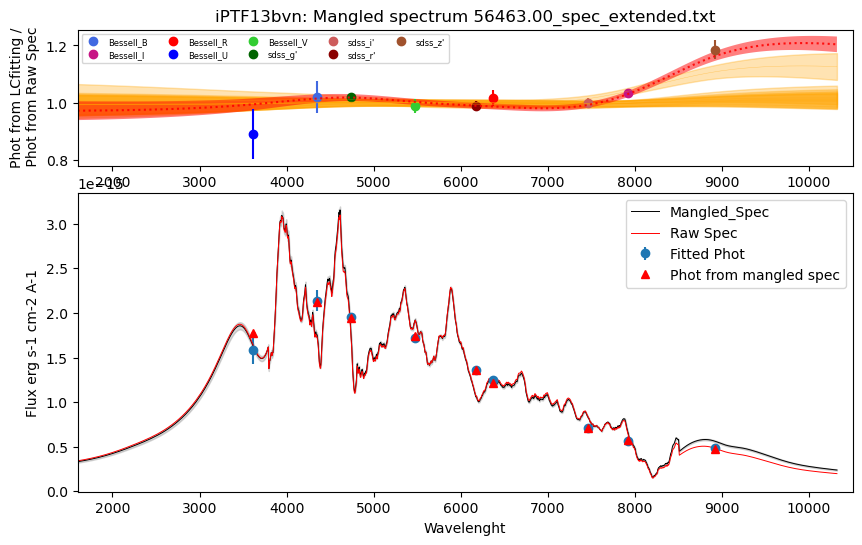 iPTF13bvn: Mangled spectrum 56463.00_spec_extended.txt
Phot from LCfitting /
Phot from Raw Spec
Bessell_B
Bessell_I
Bessell_R
Bessell_U
Bessell_V
sdss_g'
sdss_i'
sdss_r'
sdss_z'
1.2
1.0
0.8
2000 3000 4000 5000 6000 7000 8000 9000 10000
1e−15
Flux erg s-1 cm-2 A-1
3.0
2.5
2.0
1.5
1.0
0.5
0.0
Mangled_Spec
Raw Spec
Fitted Phot
Phot from mangled spec
2000 3000 4000 5000 6000 7000 8000 9000 10000
Wavelenght